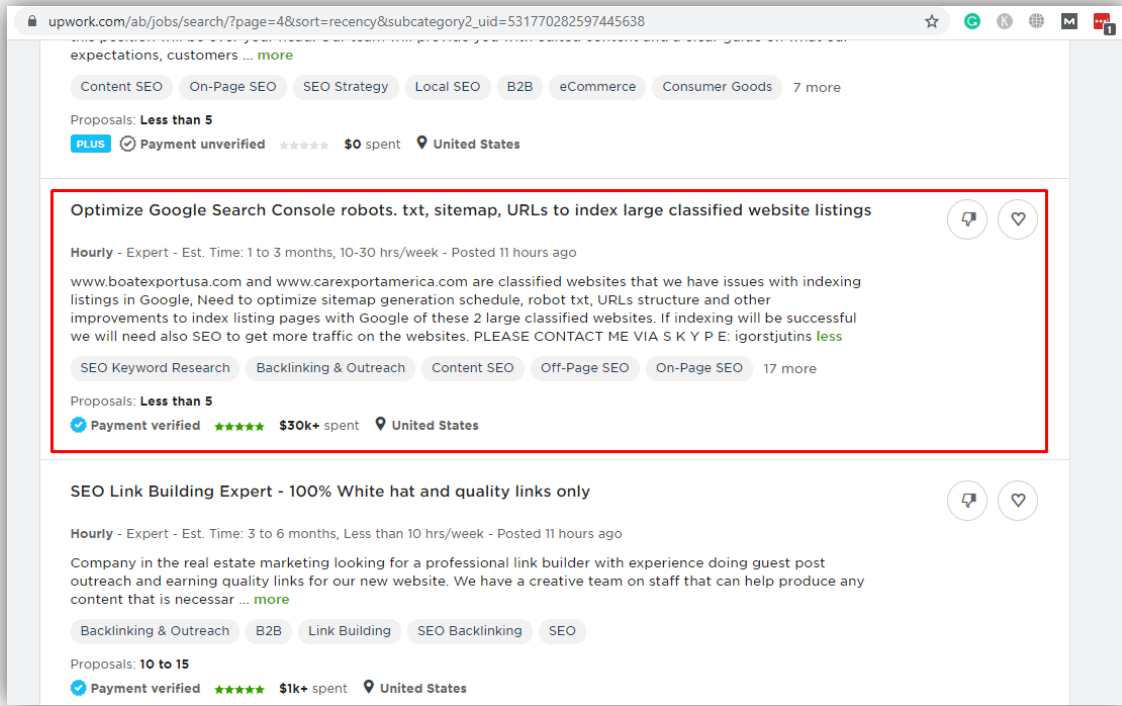 upwork.com/ab/jobs/search/?page=4&sort=recency&subcategory2_uid=531770282597445638
1
expectations, customers ... more
Content SEO On-Page SEO SEO Strategy Local SEO B2B eCommerce Consumer Goods 7 more
Proposals: Less than 5
PLUS Payment unverified $0 spent United States
Optimize Google Search Console robots. txt, sitemap, URLs to index large classified website listings
Hourly - Expert - Est. Time: 1 to 3 months, 10-30 hrs/week - Posted 11 hours ago
www.boatexportusa.com and www.carexportamerica.com are classified websites that we have issues with indexing
listings in Google, Need to optimize sitemap generation schedule, robot txt, URLs structure and other
improvements to index listing pages with Google of these 2 large classified websites. If indexing will be successful
we will need also SEO to get more traffic on the websites. PLEASE CONTACT ME VIA S K Y P E: igorstjutins less
SEO Keyword Research Backlinking & Outreach Content SEO Off-Page SEO On-Page SEO 17 more
Proposals: Less than 5
Payment verified $30k+ spent United States
SEO Link Building Expert - 100% White hat and quality links only
Hourly - Expert - Est. Time: 3 to 6 months, Less than 10 hrs/week - Posted 11 hours ago
Company in the real estate marketing looking for a professional link builder with experience doing guest post
outreach and earning quality links for our new website. We have a creative team on staff that can help produce any
content that is necessar ... more
Backlinking & Outreach B2B Link Building SEO Backlinking SEO
Proposals: 10 to 15
Payment verified $1k+ spent United States